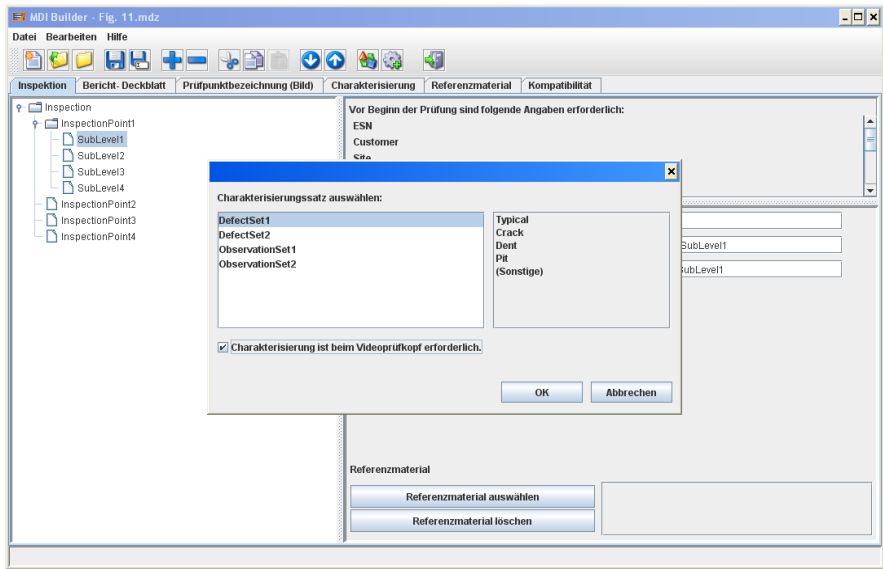 MDI Builder - Fig. 11.mdz
Datei Bearbeiten Hilfe
Inspektion Bericht- Deckblatt Prüfpunktbezeichnung (Bild) Charakterisierung Referenzmaterial Kompatibilität
Inspection
InspectionPoint1
SubLevel1
SubLevel2
SubLevel3
SubLevel4
InspectionPoint2
InspectionPoint3
InspectionPoint4
Vor Beginn der Prüfung sind folgende Angaben erforderlich:
ESN
Customer
Site
Charakterisierungssatz auswählen:
DefectSet1
DefectSet2
ObservationSet1
ObservationSet2
Typical
Crack
Dent
Pit
(Sonstige)
Charakterisierung ist beim Videoprüfkopf erforderlich.
OK Abbrechen
SubLevel1
SubLevel1
Referenzmaterial
Referenzmaterial auswählen
Referenzmaterial löschen